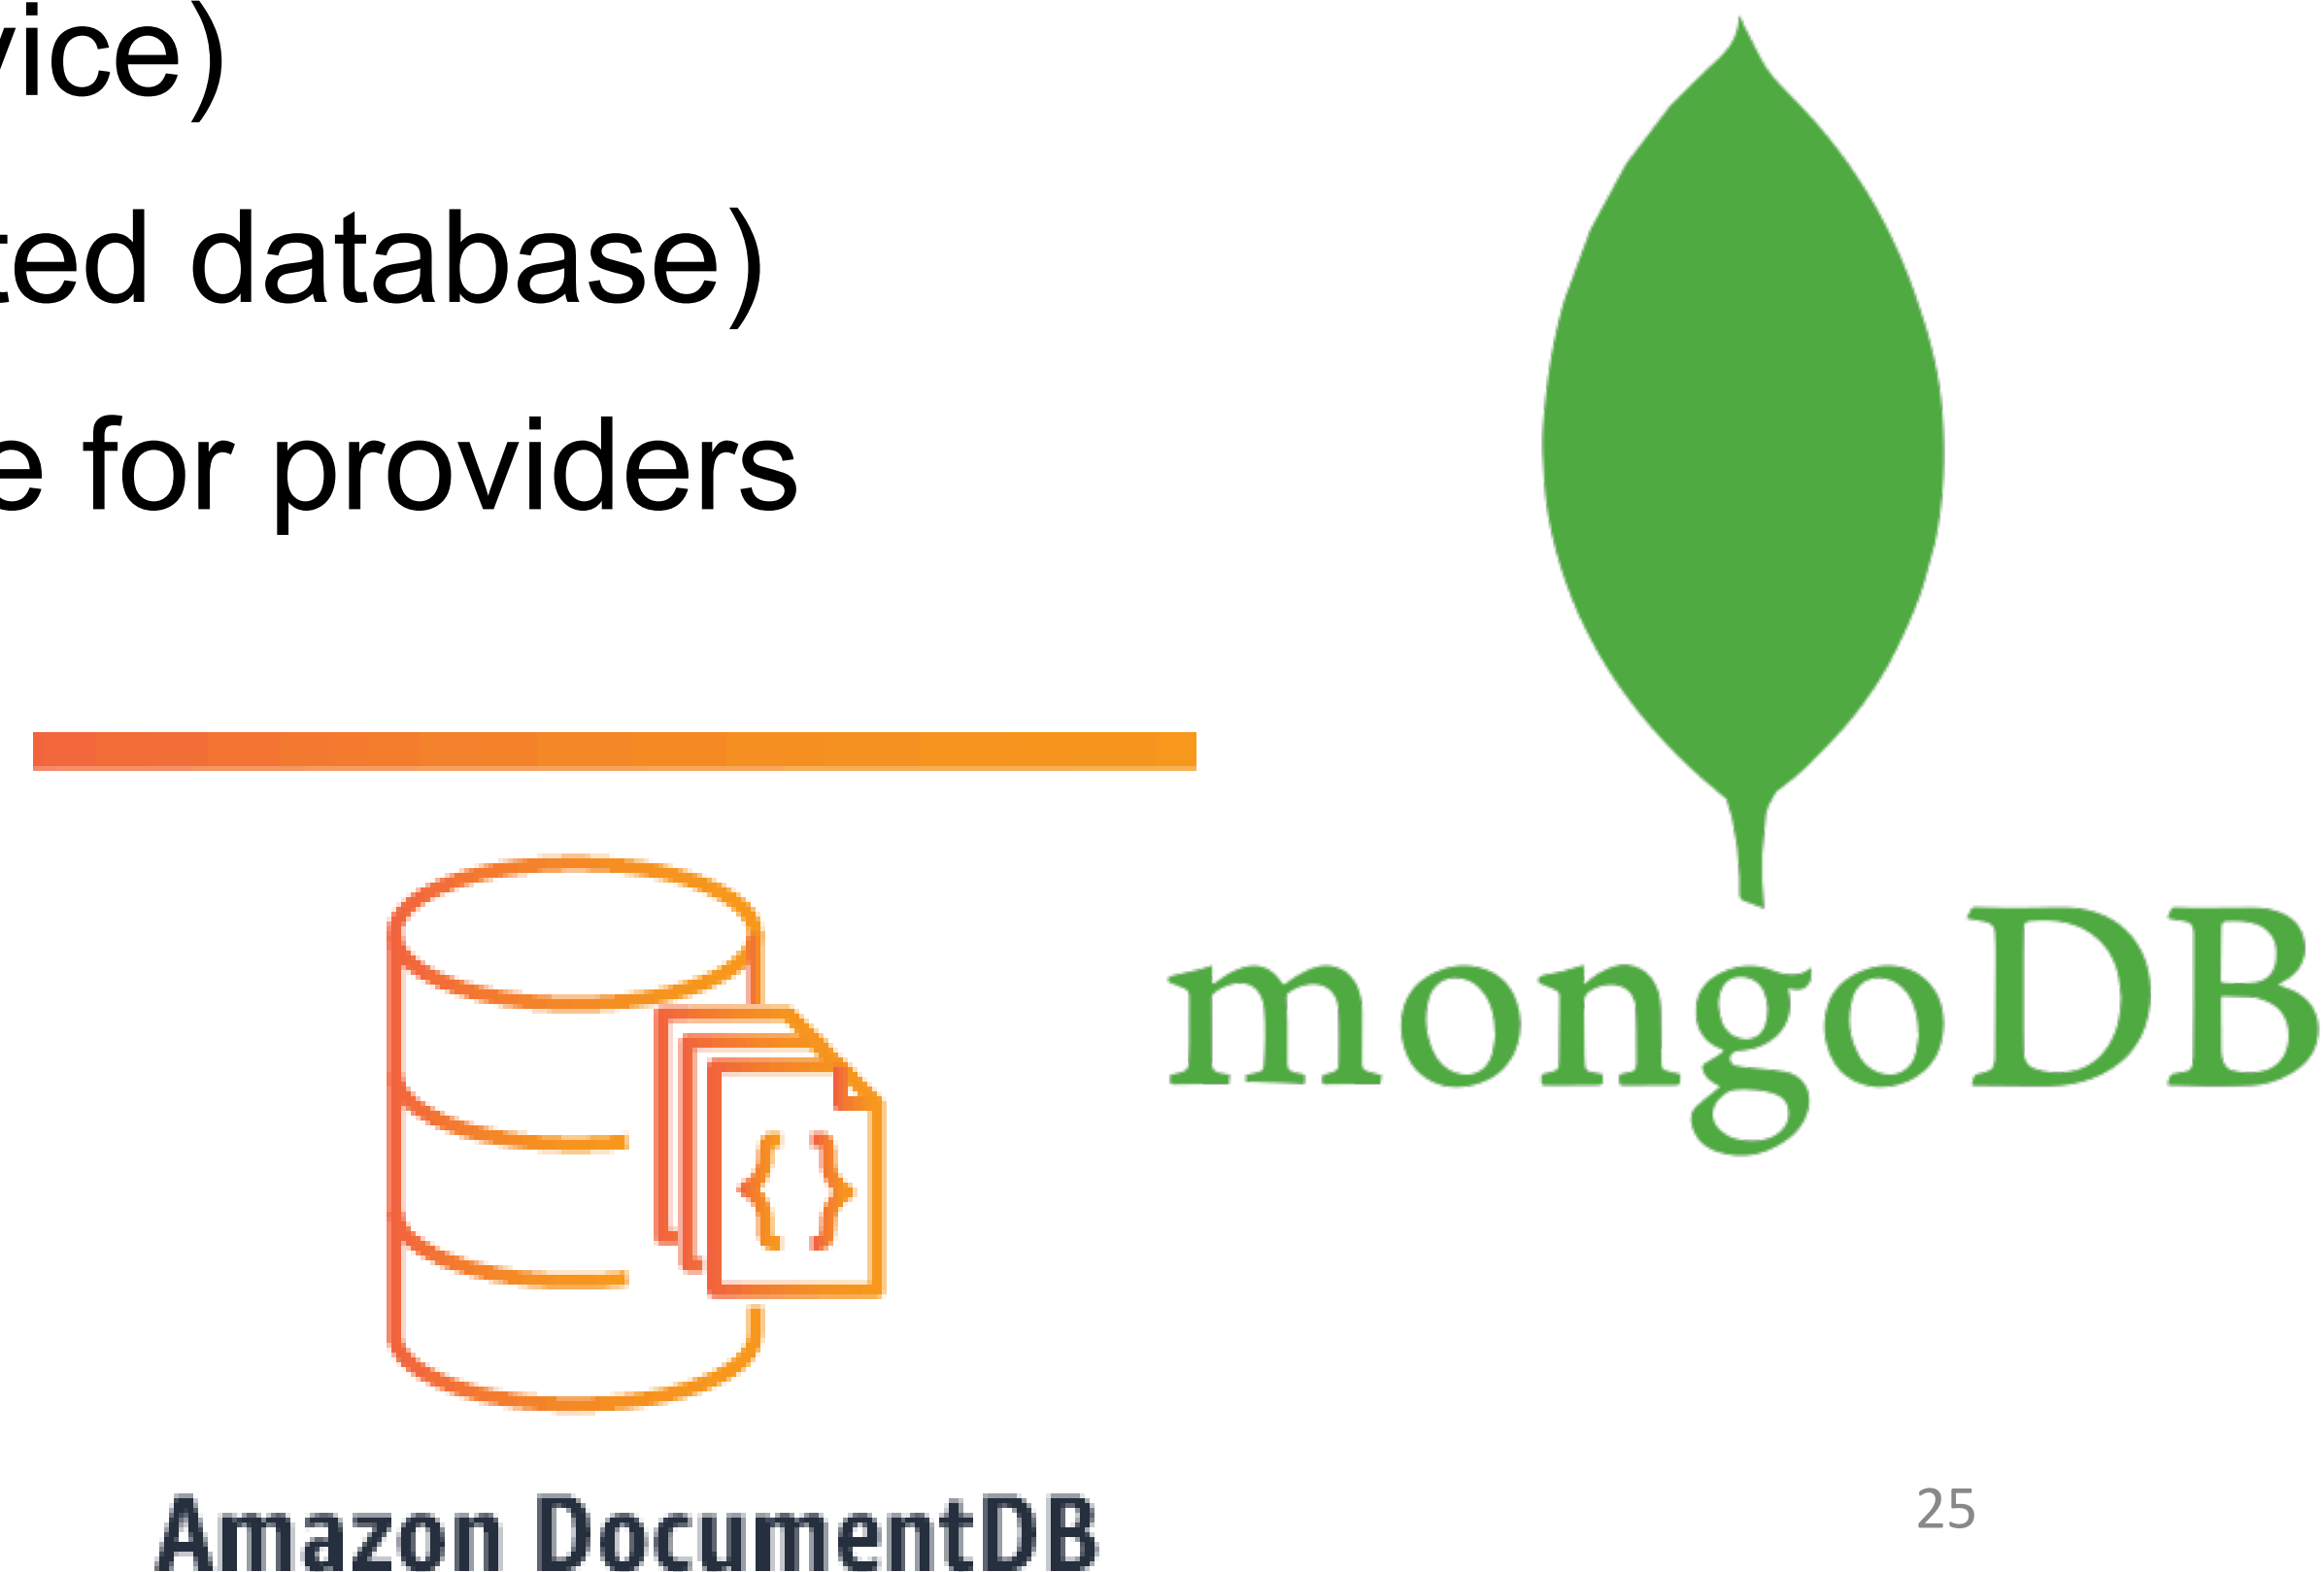 vice)
ted database)
e for providers
mongoDB
Amazon DocumentDB
25